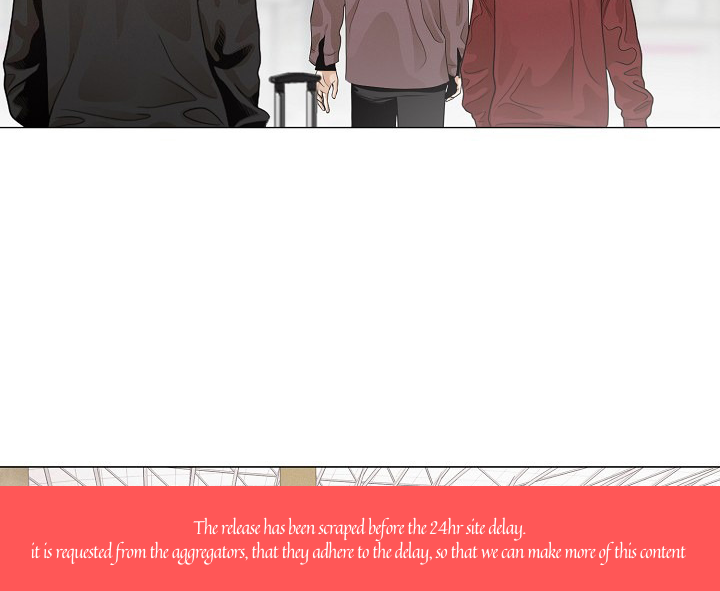 The release has been scraped before the 24hr site delay.
it is requested from the aggregators, that they adhere to the delay, so that we can make more of this content